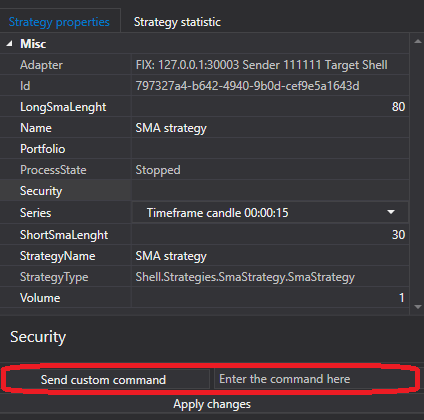 Strategy properties Strategy statistic
Misc
Adapter FIX: 127.0.0.1:30003 Sender 111111 Target Shell
Id 797327a4-b642-4940-9b0d-cef9e5a1643d
LongSmaLenght 80
Name SMA strategy
Portfolio
ProcessState Stopped
Security
Series Timeframe candle 00:00:15
ShortSmaLenght 30
StrategyName SMA strategy
StrategyType Shell.Strategies.SmaStrategy.SmaStrategy
Volume 1
Security
Send custom command Enter the command here
Apply changes